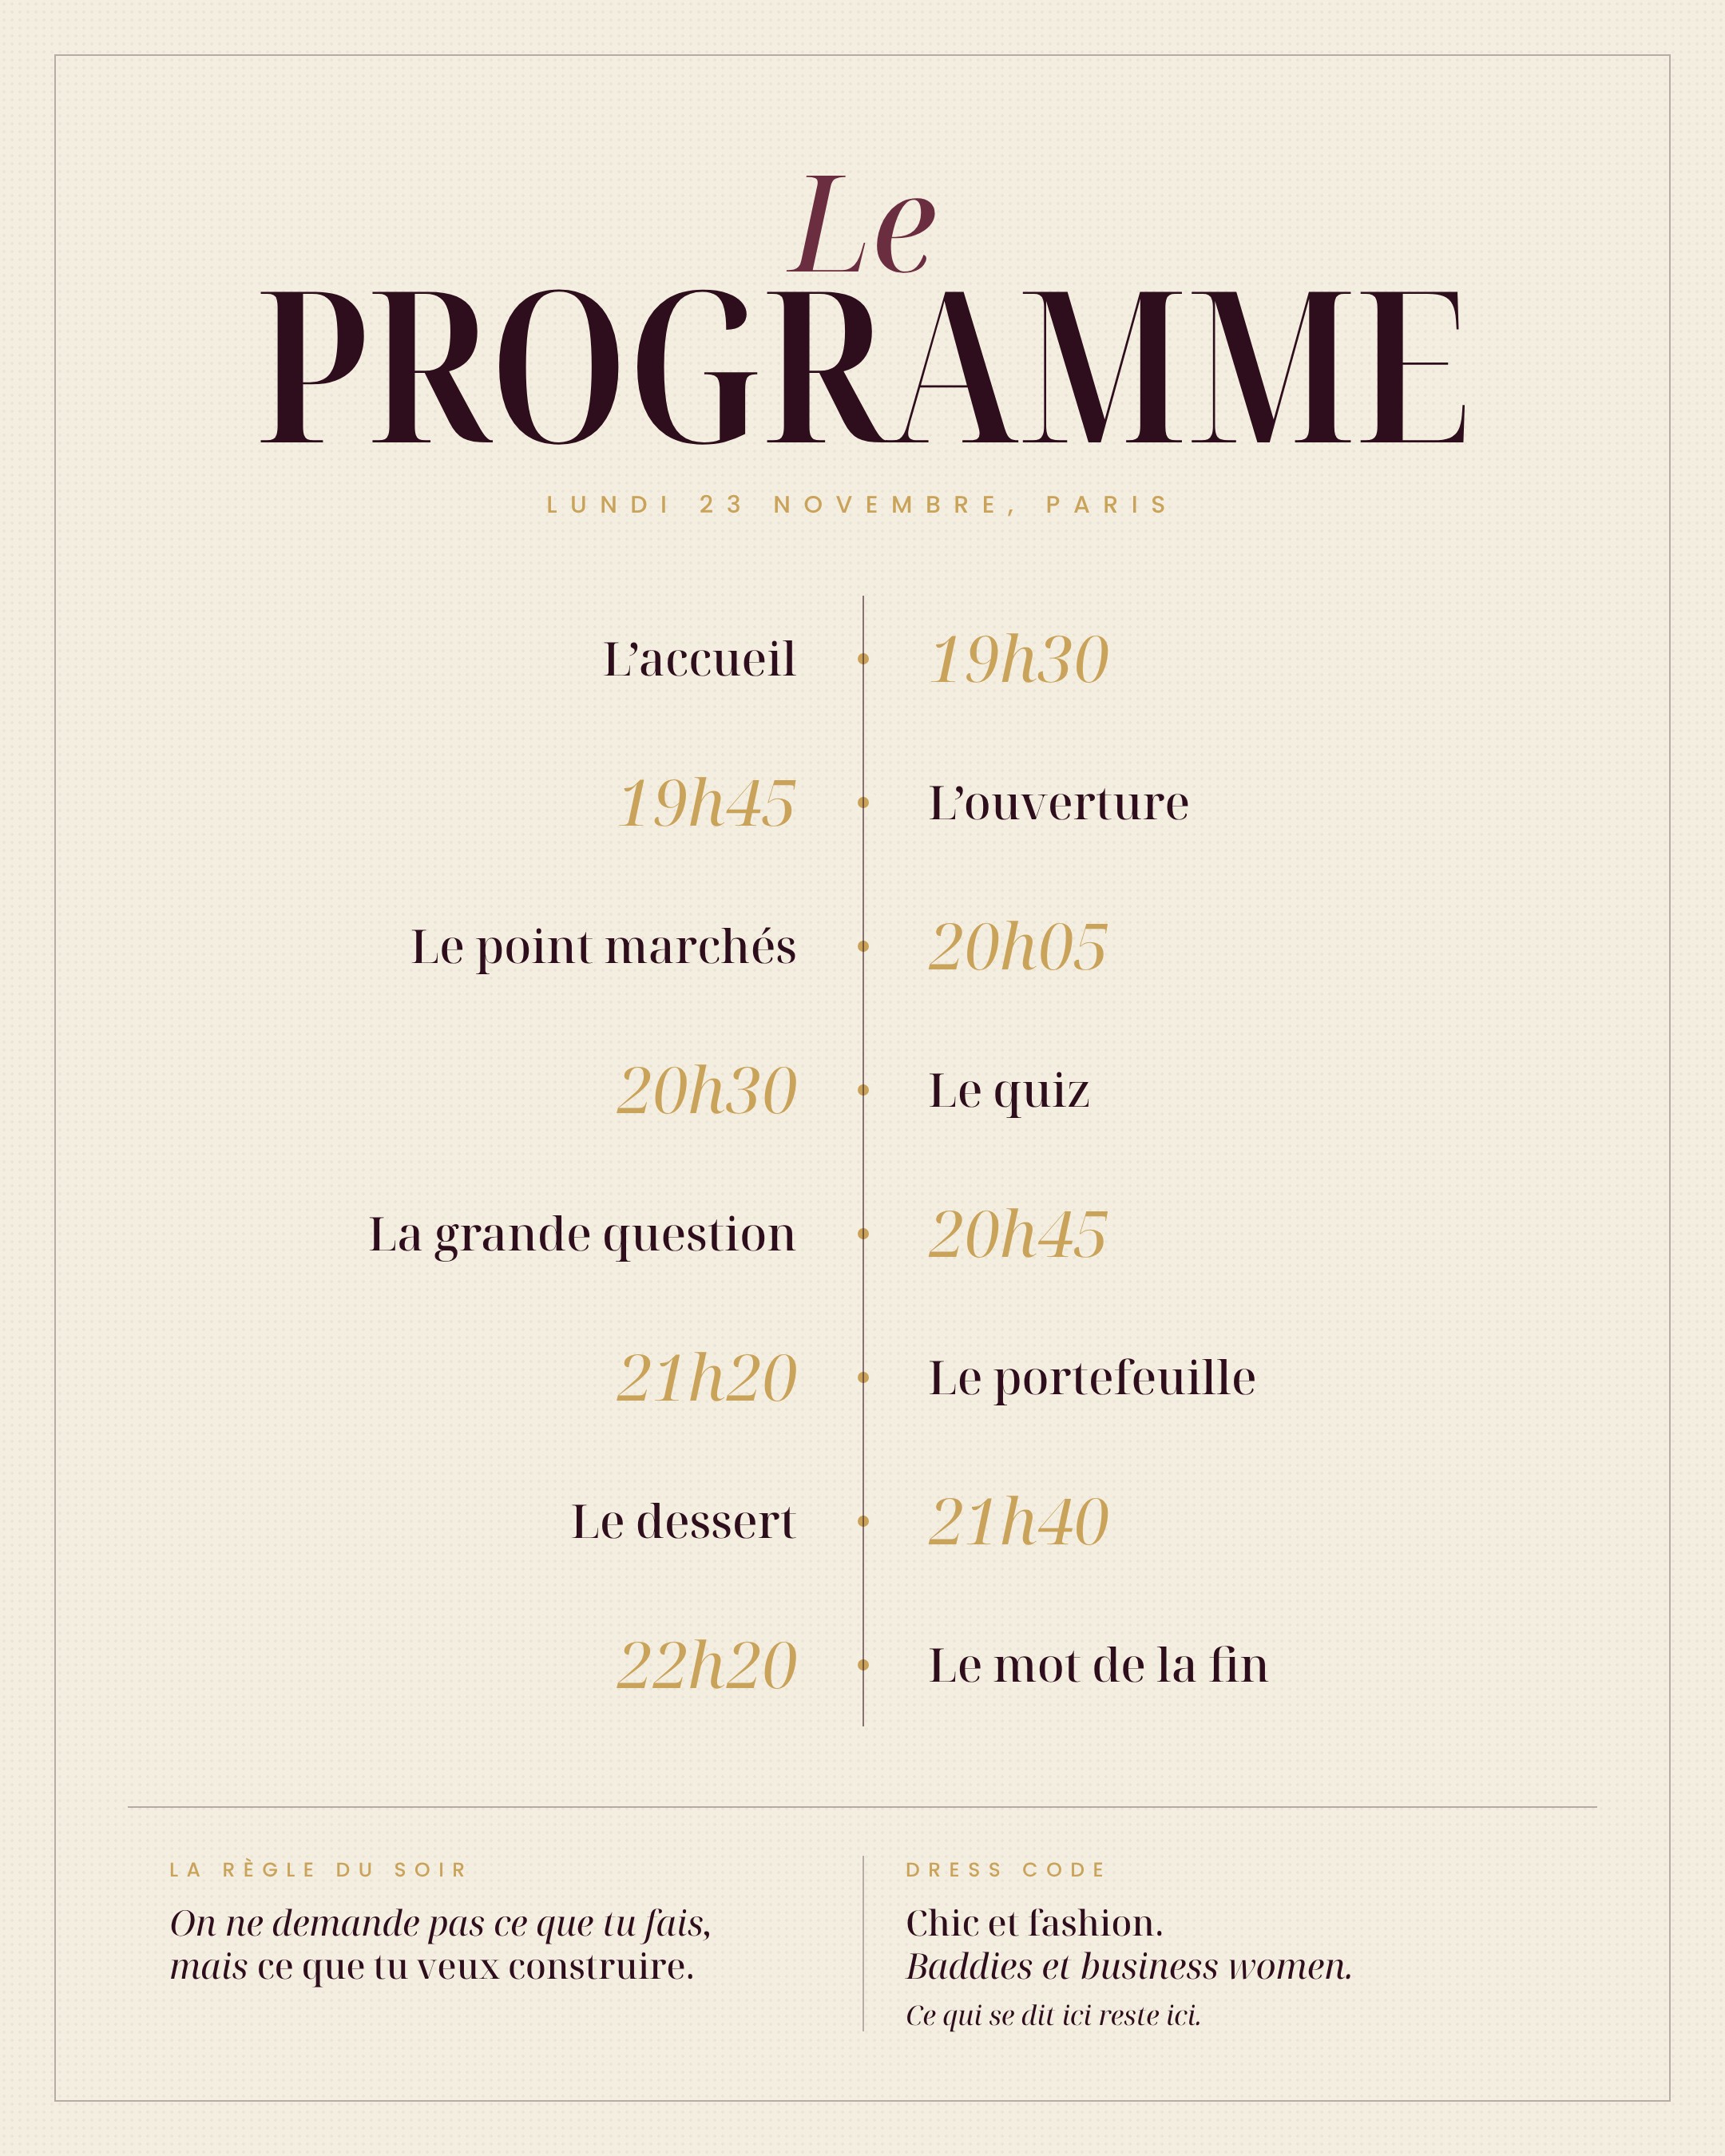 Le
PROGRAMME
LUNDI 23 NOVEMBRE, PARIS
L’accueil 19h30
19h45 L’ouverture
Le point marchés 20h05
20h30 Le quiz
La grande question 20h45
21h20 Le portefeuille
Le dessert 21h40
22h20 Le mot de la fin
LA RÈGLE DU SOIR
On ne demande pas ce que tu fais,
mais ce que tu veux construire.
DRESS CODE
Chic et fashion.
Baddies et business women.
Ce qui se dit ici reste ici.